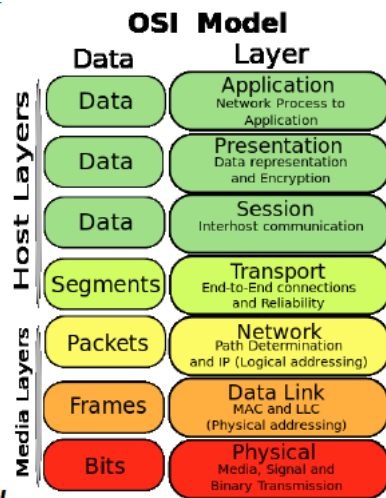 OSI Model
Data Layer
Host Layers
Data
Application
Network Process to
Application
Data
Presentation
Data representation
and Encryption
Data
Session
Interhost communication
Segments
Transport
End-to-End connections
and Reliability
Media Layers
Packets
Network
Path Determination
and IP (Logical addressing)
Frames
Data Link
MAC and LLC
(Physical addressing)
Bits
Physical
Media, Signal and
Binary Transmission